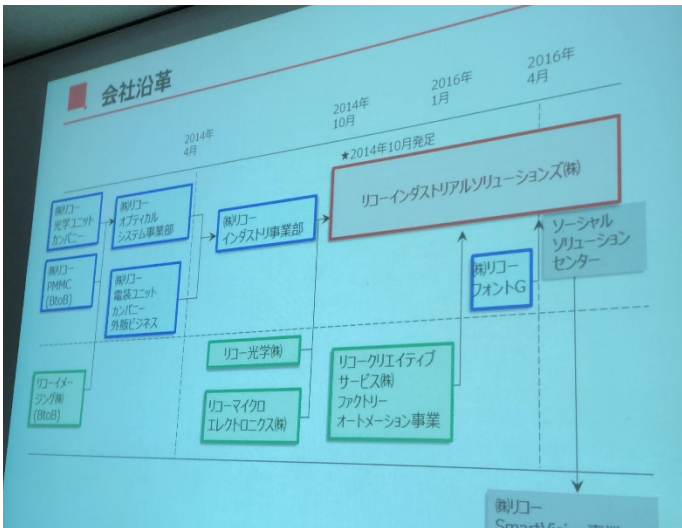 会社沿革
2014年
4月
2014年
10月
2016年
1月
2016年
4月
★2014年10月発足
㈱リコー
光学ユニット
カンパニー
㈱リコー
オプティカル
システム事業部
㈱リコー
インダストリ事業部
リコーインダストリアルソリューションズ㈱
㈱リコー
PMMC
(BtoB)
㈱リコー
電装ユニット
カンパニー
外販ビジネス
㈱リコー
フォントG
ソーシャル
ソリューション
センター
リコーイメー
ジング㈱
(BtoB)
リコー光学㈱
リコーマイクロ
エレクトロニクス㈱
リコークリエイティブ
サービス㈱
ファクトリー
オートメーション事業
㈱リコー
SmartVision